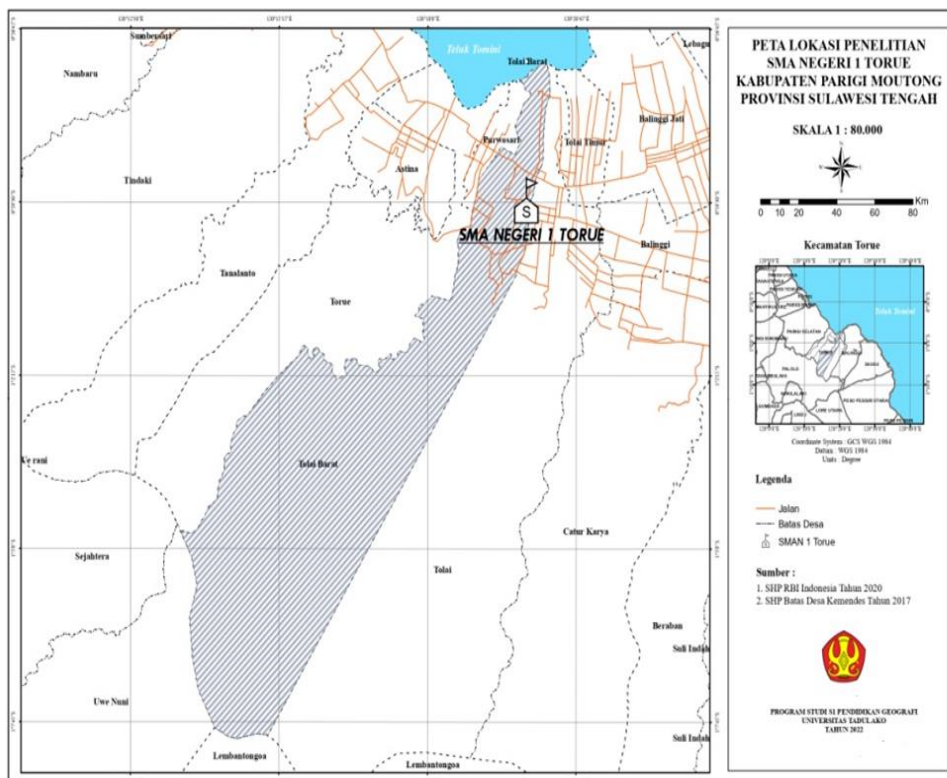 Sumbersari
Nambaru
Teluk Tomini
Tolai Barat
Lebagu
Balinggi Jati
Purwosari
Tolai Timur
Astina
Tindaki
S
SMA NEGERI 1 TORUE
Balinggi
Tanalanto
Torue
Tolai Barat
Catur Karya
Sejahtera
Tolai
Beraban
Suli Indah
Uwe Nuni
Suli Indah
Lembantongoa
Lembantongoa
PETA LOKASI PENELITIAN
SMA NEGERI 1 TORUE
KABUPATEN PARIGI MOUTONG
PROVINSI SULAWESI TENGAH
SKALA 1 : 80.000
Km
0 10 20 40 60 80
Kecamatan Torue
Teluk Tomini
PARIGI SELATAN
PALOLO
LORE UTARA
Coordinate System : GCS WGS 1984
Datum : WGS 1984
Units : Degree
Legenda
Jalan
Batas Desa
SMAN 1 Torue
Sumber :
1. SHP RBI Indonesia Tahun 2020
2. SHP Batas Desa Kemendes Tahun 2017
PROGRAM STUDI S1 PENDIDIKAN GEOGRAFI
UNIVERSITAS TADULAKO
TAHUN 2022